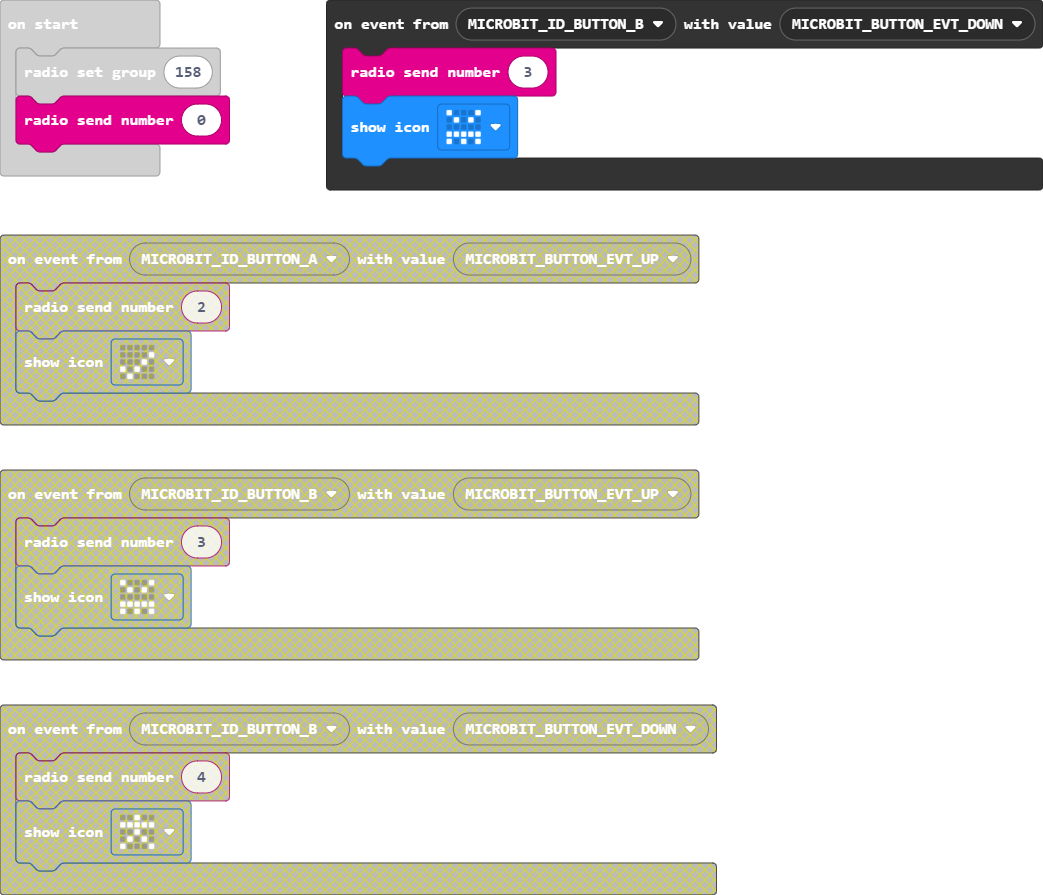 on start
radio set group 158
radio send number 0
on event from MICROBIT_ID_BUTTON_B with value MICROBIT_BUTTON_EVT_DOWN
radio send number 3
show icon
on event from MICROBIT_ID_BUTTON_A with value MICROBIT_BUTTON_EVT_UP
radio send number 2
show icon
on event from MICROBIT_ID_BUTTON_B with value MICROBIT_BUTTON_EVT_UP
radio send number 3
show icon
on event from MICROBIT_ID_BUTTON_B with value MICROBIT_BUTTON_EVT_DOWN
radio send number 4
show icon